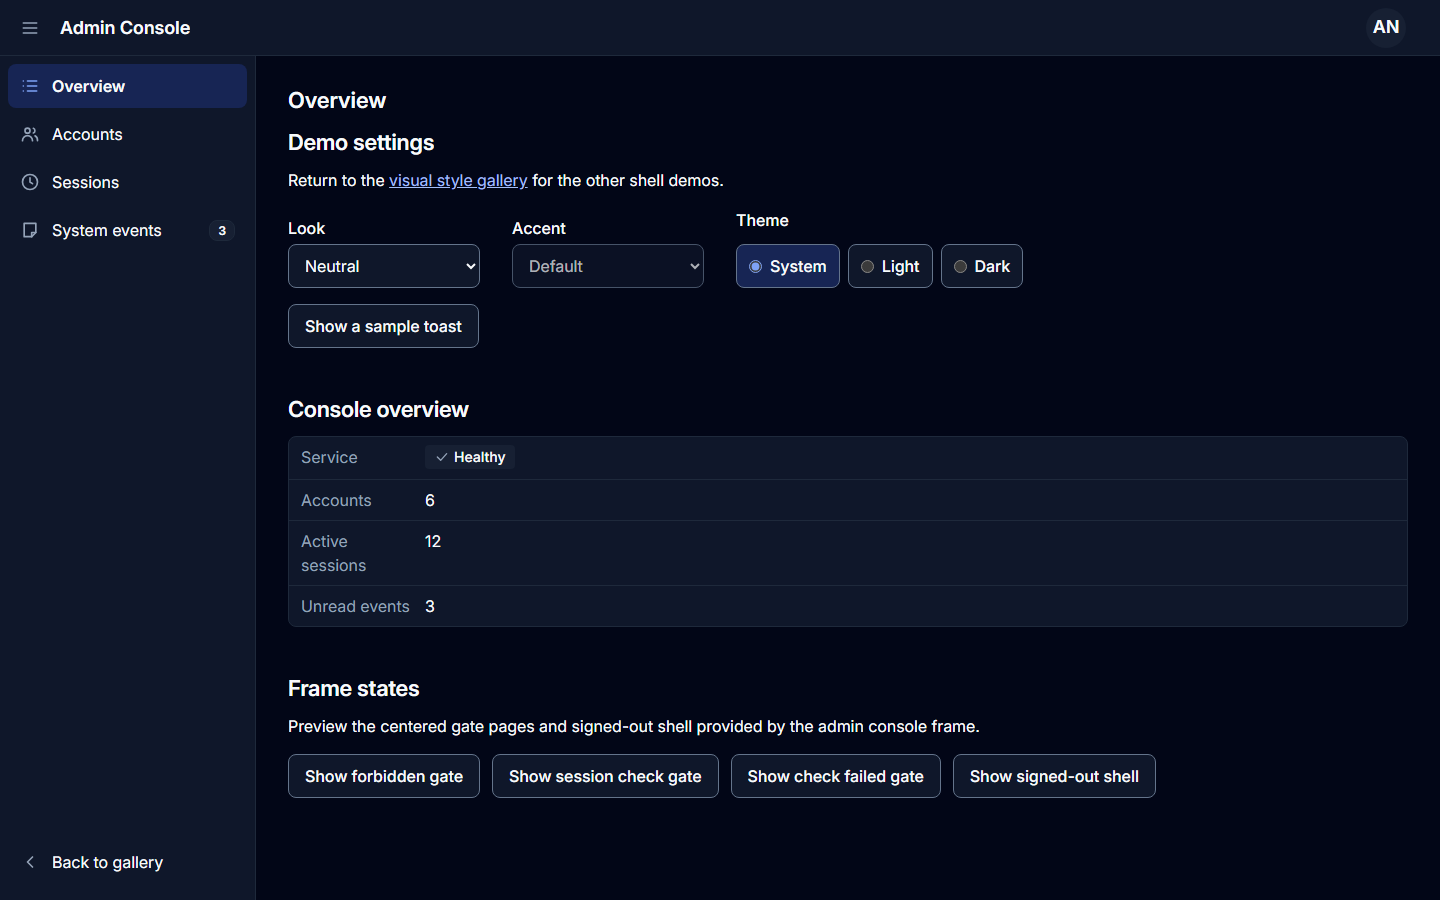 Admin Console
AN
Overview
Accounts
Sessions
System events 3
Back to gallery
Overview
Demo settings
Return to the visual style gallery for the other shell demos.
Look
Neutral
Accent
Default
Theme
System
Light
Dark
Show a sample toast
Console overview
Service Healthy
Accounts 6
Active 12
sessions
Unread events 3
Frame states
Preview the centered gate pages and signed-out shell provided by the admin console frame.
Show forbidden gate
Show session check gate
Show check failed gate
Show signed-out shell